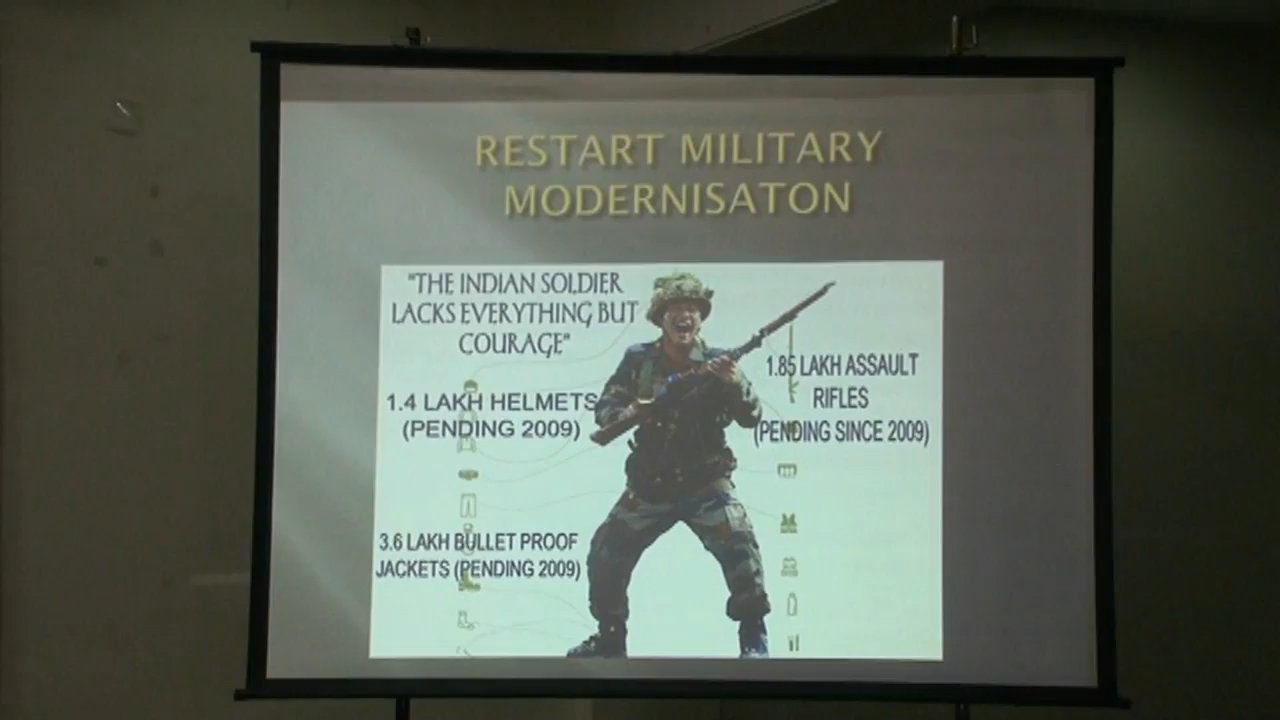 RESTART MILITARY
MODERNISATON
"THE INDIAN SOLDIER
LACKS EVERYTHING BUT
COURAGE"
1.4 LAKH HELMETS
(PENDING 2009)
3.6 LAKH BULLET PROOF
JACKETS (PENDING 2009)
1.85 LAKH ASSAULT
RIFLES
(PENDING SINCE 2009)